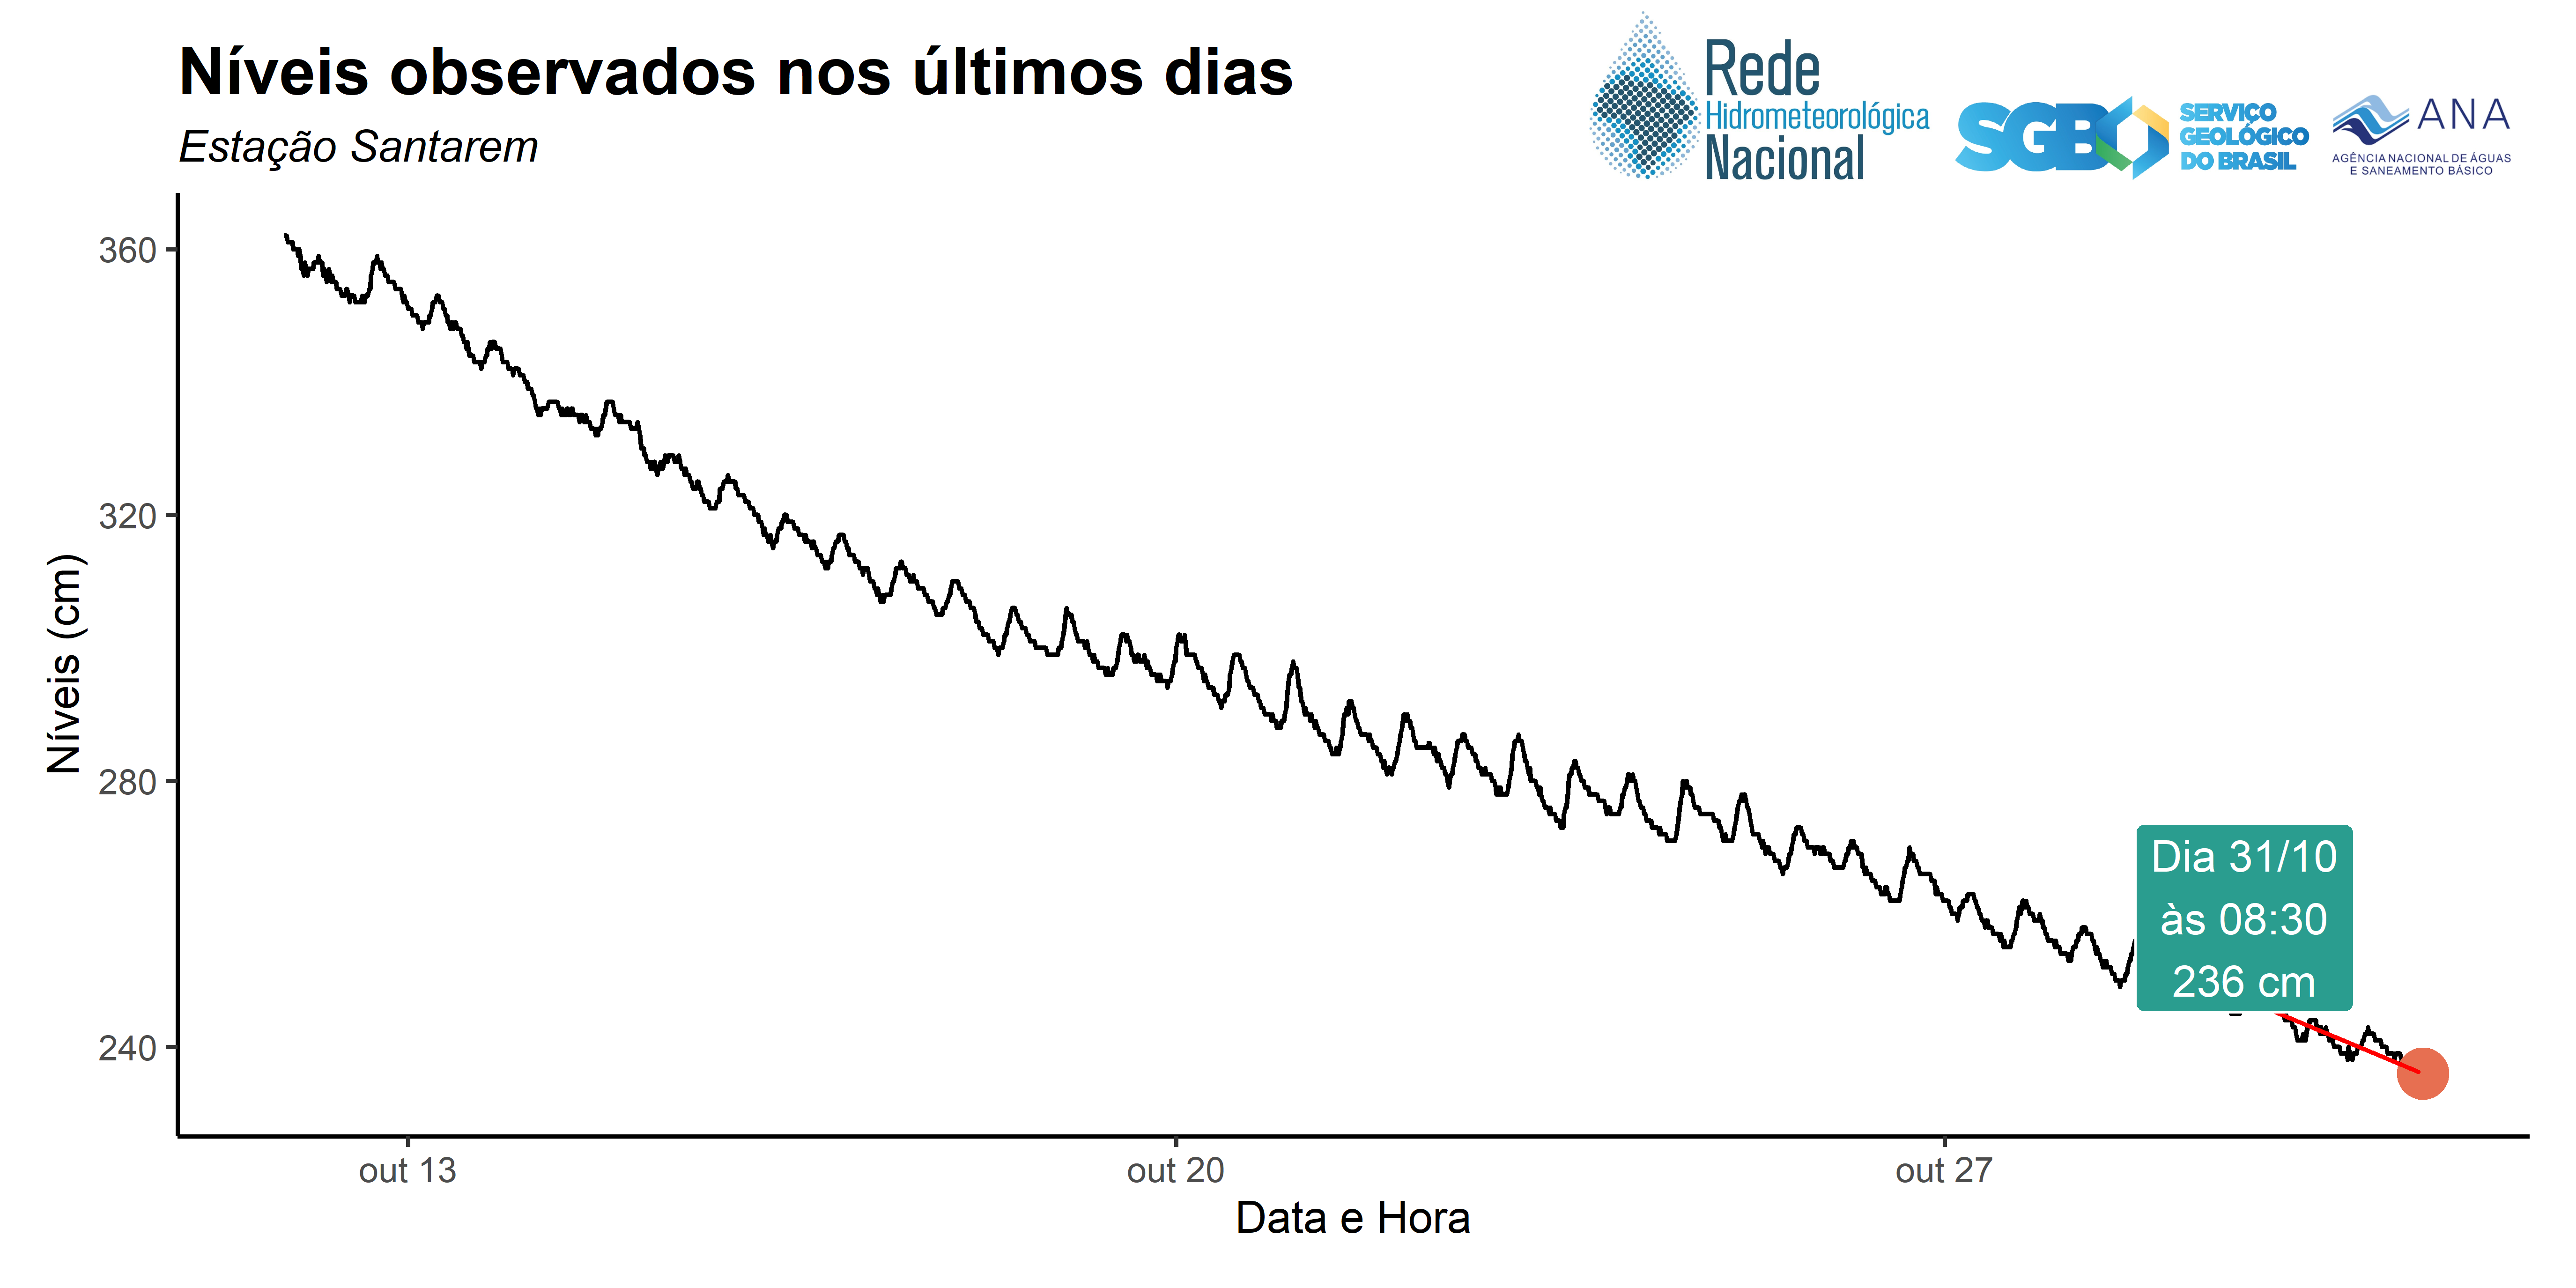 Níveis observados nos últimos dias
Estação Santarem
Rede
Hidrometeorológica
Nacional
SGB
SERVIÇO
GEOLÓGICO
DO BRASIL
ANA
AGÊNCIA NACIONAL DE ÁGUAS
E SANEAMENTO BÁSICO
Níveis (cm)
360
320
280
240
Dia 31/10
às 08:30
236 cm
out 13
out 20
out 27
Data e Hora